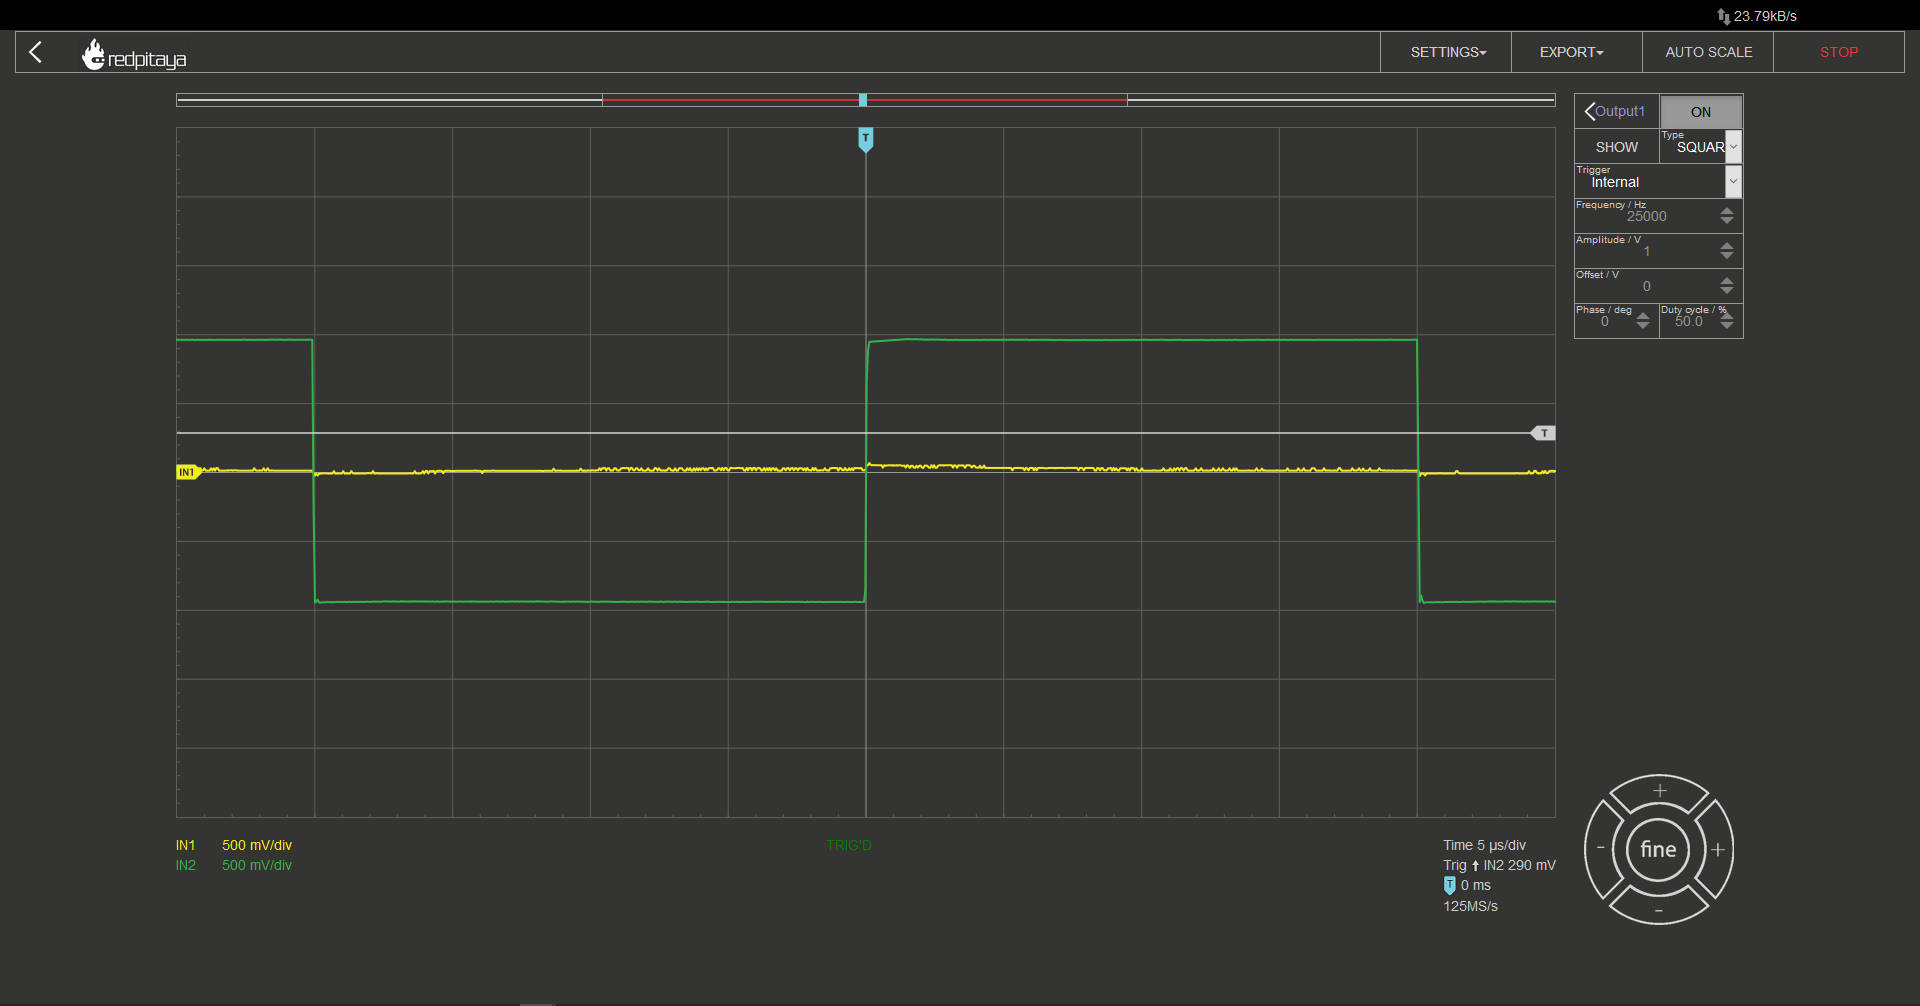 23.79kB/s
redpitaya
SETTINGS
EXPORT
AUTO SCALE
STOP
Output1
ON
SHOW
Type
SQUAR
Trigger
Internal
Frequency / Hz
25000
Amplitude / V
1
Offset / V
0
Phase / deg
0
Duty cycle / %
50.0
T
T
IN1
+
- fine +
-
IN1 500 mV/div
IN2 500 mV/div
TRIG'D
Time 5 µs/div
Trig IN2 290 mV
T 0 ms
125MS/s